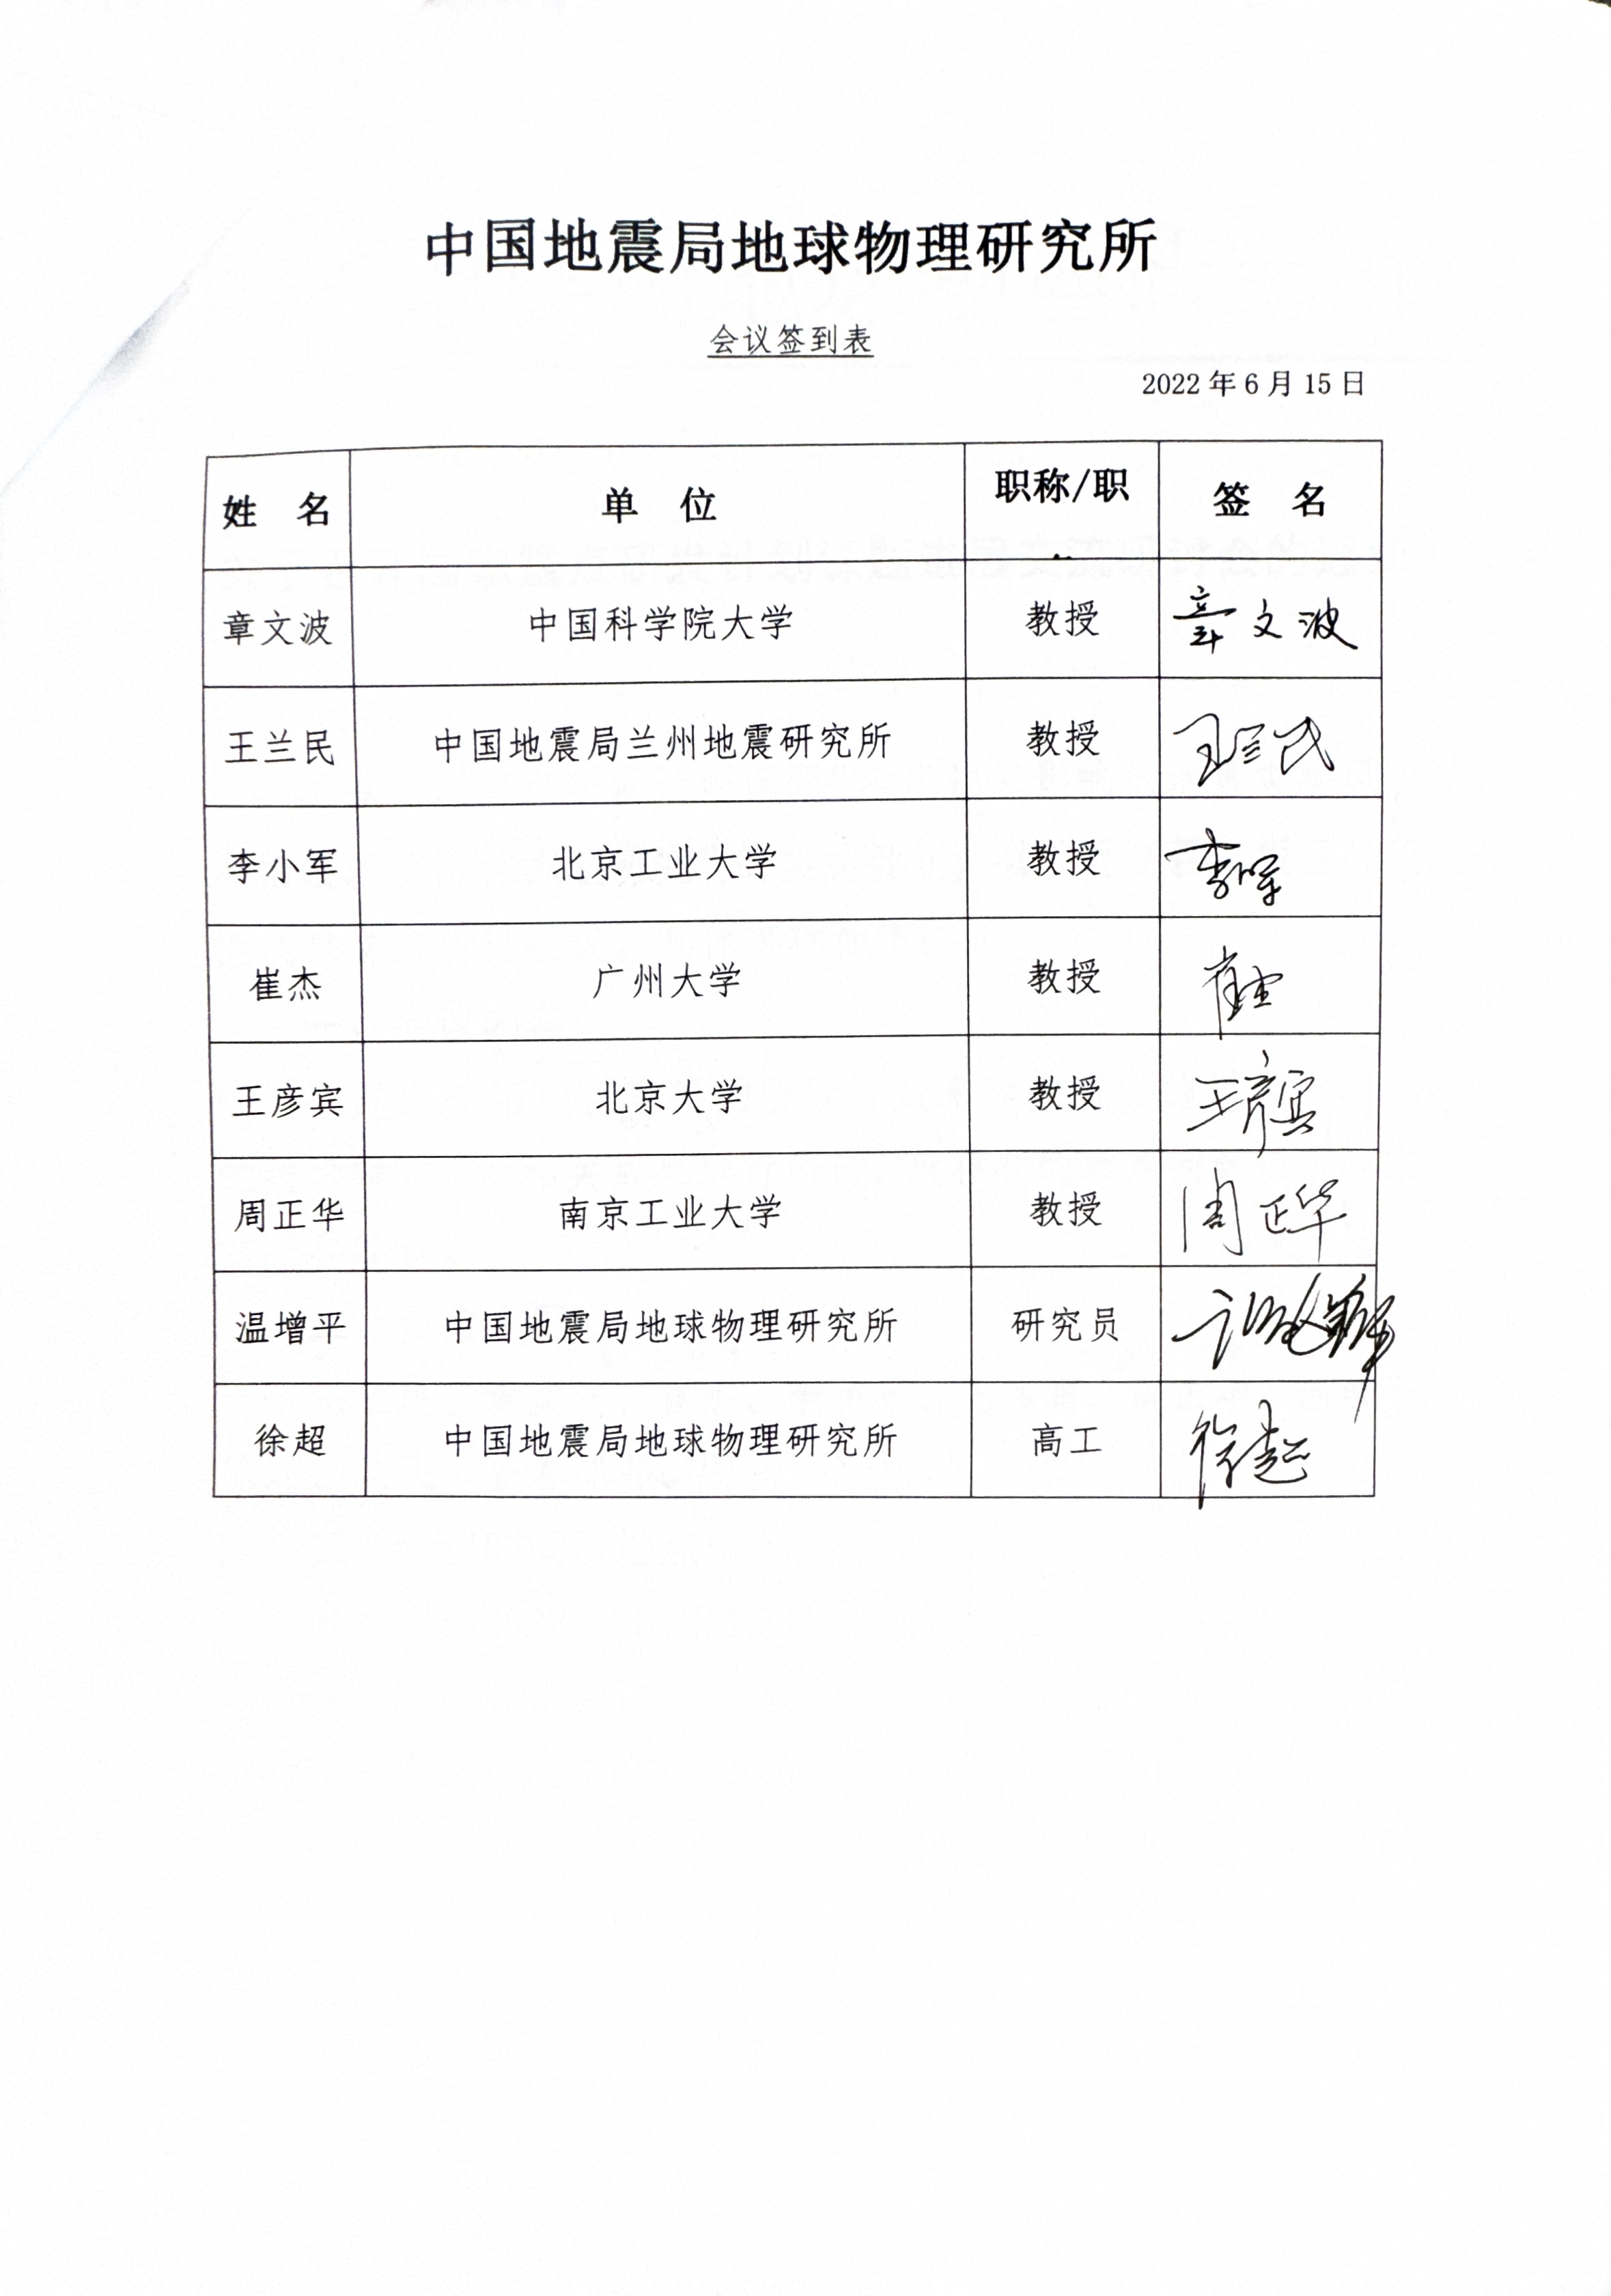 中国地震局地球物理研究所
会议签到表
2022年6月15日
姓 名 单 位 职称/职 签 名
章文波 中国科学院大学 教授 章文波
王兰民 中国地震局兰州地震研究所 教授 王兰民
李小军 北京工业大学 教授 李小军
崔杰 广州大学 教授 崔杰
王彦宾 北京大学 教授 王彦宾
周正华 南京工业大学 教授 周正华
温增平 中国地震局地球物理研究所 研究员
徐超 中国地震局地球物理研究所 高工 徐超